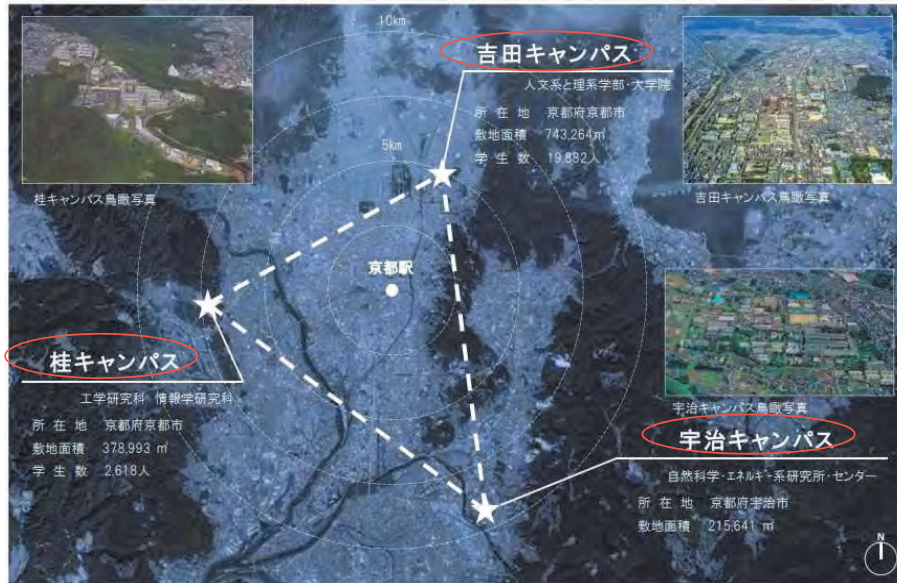 10km
5km
吉田キャンパス
人文系と理系学部・大学院
所在地 京都府京都市
敷地面積 743,264㎡
学生数 19,882人
桂キャンパス鳥瞰写真
吉田キャンパス鳥瞰写真
京都駅
桂キャンパス
工学研究科 情報学研究科
所在地 京都府京都市
敷地面積 378,993 ㎡
学生数 2,618人
宇治キャンパス鳥瞰写真
宇治キャンパス
自然科学・エネルギー系研究所・センター
所在地 京都府宇治市
敷地面積 215,641 ㎡
N